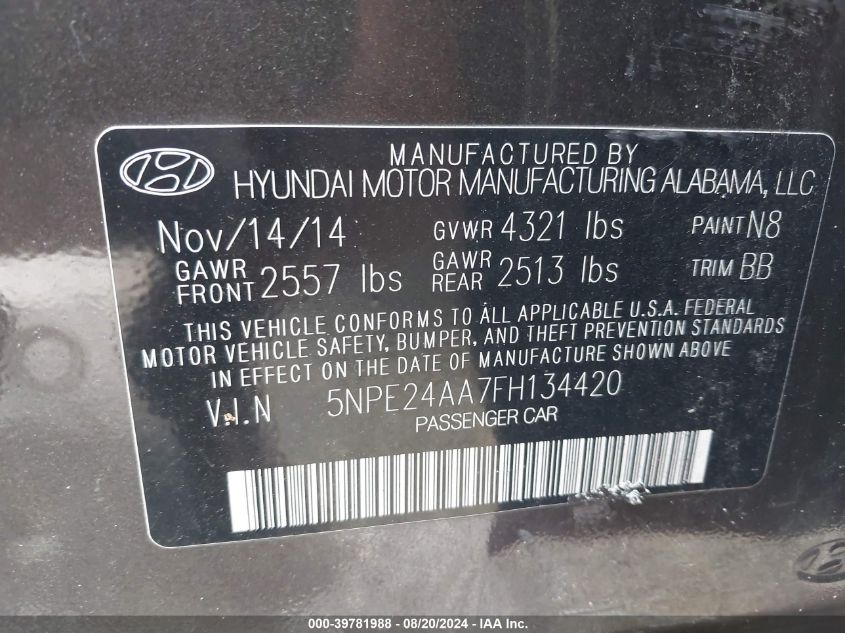 MANUFACTURED BY
HYUNDAI MOTOR MANUFACTURING ALABAMA, LLC
Nov/14/14 GVWR 4321 lbs PAINT N8
GAWR FRONT 2557 lbs GAWR REAR 2513 lbs TRIM BB
THIS VEHICLE CONFORMS TO ALL APPLICABLE U.S.A. FEDERAL
MOTOR VEHICLE SAFETY, BUMPER, AND THEFT PREVENTION STANDARDS
IN EFFECT ON THE DATE OF MANUFACTURE SHOWN ABOVE
V.I.N 5NPE24AA7FH134420
PASSENGER CAR
000-39781988 - 08/20/2024 - IAA Inc.